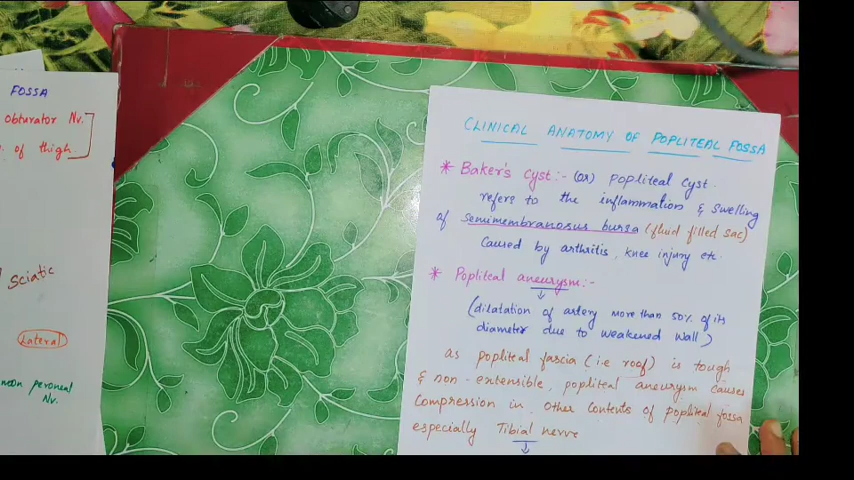 FOSSA
obturator Nv.
of thigh
Sciatic
Lateral
peroneal
Nv.
CLINICAL ANATOMY OF POPLITEAL FOSSA
* Baker's Cyst:- (or) popliteal cyst.
refers to the inflammation & swelling
of semimembranosus bursa (fluid filled sac)
Caused by arthritis, knee injury etc.
* Popliteal aneurysm:-
(dilatation of artery more than 50% of its
diameter due to weakened wall)
as popliteal fascia (i.e roof) is tough
& non-extensible, popliteal aneurysm causes
Compression in other contents of popliteal fossa
especially Tibial nerve